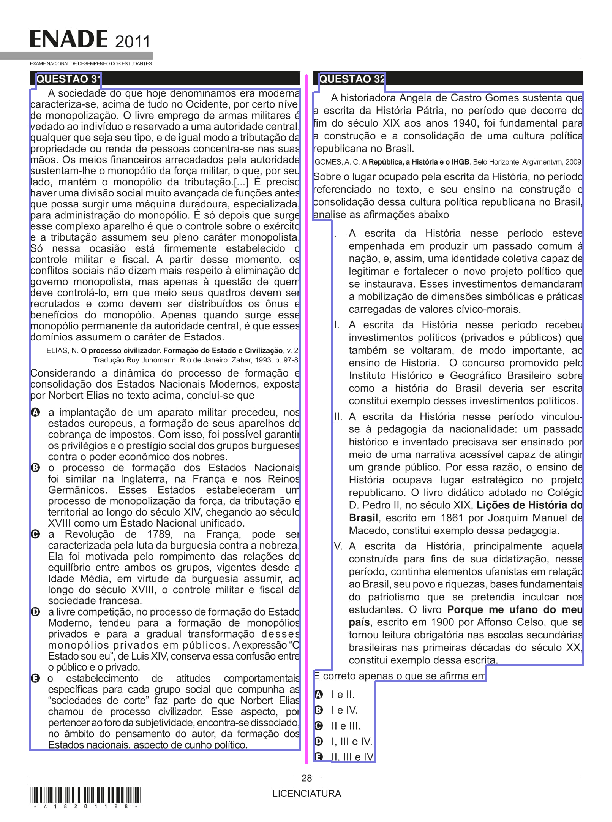 ENADE 2011
EXAME NACIONAL DE DESEMPENHO DOS ESTUDANTES
QUESTÃO 31
A sociedade do que hoje denominamos era moderna
caracteriza-se, acima de tudo no Ocidente, por certo nível
de monopolização. O livre emprego de armas militares é
vedado ao indivíduo e reservado a uma autoridade central,
qualquer que seja seu tipo, e de igual modo a tributação da
propriedade ou renda de pessoas concentra-se nas suas
mãos. Os meios financeiros arrecadados pela autoridade
sustentam-lhe o monopólio da força militar, o que, por seu
lado, mantém o monopólio da tributação.[...] É preciso
haver uma divisão social muito avançada de funções antes
que possa surgir uma máquina duradoura, especializada,
para administração do monopólio. E só depois que surge
esse complexo aparelho é que o controle sobre o exército
e a tributação assumem seu pleno caráter monopolista.
Só nessa ocasião está firmemente estabelecido o
controle militar e fiscal. A partir desse momento, os
conflitos sociais não dizem mais respeito à eliminação do
governo monopolista, mas apenas à questão de quem
deve controlá-lo, em que meio seus quadros devem ser
recrutados e como devem ser distribuídos os ônus e
benefícios do monopólio. Apenas quando surge esse
monopólio permanente da autoridade central, é que esses
domínios assumem o caráter de Estados.
ELIAS, N. O processo civilizador. Formação do Estado e Civilização, v. 2.
Tradução Ruy Jungmann. Rio de Janeiro: Zahar, 1993. p. 97-8.
Considerando a dinâmica do processo de formação e
consolidação dos Estados Nacionais Modernos, exposta
por Norbert Elias no texto acima, conclui-se que
A a implantação de um aparato militar precedeu, nos
estados europeus, a formação de seus aparelhos de
cobrança de impostos. Com isso, foi possível garantir
os privilégios e o prestígio social dos grupos burgueses
contra o poder econômico dos nobres.
B o processo de formação dos Estados Nacionais
foi similar na Inglaterra, na França e nos Reinos
Germânicos. Esses Estados estabeleceram um
processo de monopolização da força, da tributação e
territorial ao longo do século XIV, chegando ao século
XVIII como um Estado Nacional unificado.
C a Revolução de 1789, na França, pode ser
caracterizada pela luta da burguesia contra a nobreza.
Ela foi motivada pelo rompimento das relações de
equilíbrio entre ambos os grupos, vigentes desde a
Idade Média, em virtude da burguesia assumir, ao
longo do século XVIII, o controle militar e fiscal da
sociedade francesa.
D a livre competição, no processo de formação do Estado
Moderno, tendeu para a formação de monopólios
privados e para a gradual transformação desses
monopólios privados em públicos. A expressão "O
Estado sou eu", de Luis XIV, conserva essa confusão entre
o público e o privado.
E o estabelecimento de atitudes comportamentais
específicas para cada grupo social que compunha as
"sociedades de corte" faz parte do que Norbert Elias
chamou de processo civilizador. Esse aspecto, por
pertencer ao foro da subjetividade, encontra-se dissociado,
no âmbito do pensamento do autor, da formação dos
Estados nacionais, aspecto de cunho político.
QUESTÃO 32
A historiadora Angela de Castro Gomes sustenta que
a escrita da História Pátria, no período que decorre do
fim do século XIX aos anos 1940, foi fundamental para
a construção e a consolidação de uma cultura política
republicana no Brasil.
GOMES, A. C. A República, a História e o IHGB. Belo Horizonte: Argvmentvm, 2009.
Sobre o lugar ocupado pela escrita da História, no período
referenciado no texto, e seu ensino na construção e
consolidação dessa cultura política republicana no Brasil,
analise as afirmações abaixo
I. A escrita da História nesse período esteve
empenhada em produzir um passado comum à
nação, e, assim, uma identidade coletiva capaz de
legitimar e fortalecer o novo projeto político que
se instaurava. Esses investimentos demandaram
a mobilização de dimensões simbólicas e práticas
carregadas de valores cívico-morais.
II. A escrita da História nesse período recebeu
investimentos políticos (privados e públicos) que
também se voltaram, de modo importante, ao
ensino de Historia. O concurso promovido pelo
Instituto Histórico e Geográfico Brasileiro sobre
como a história do Brasil deveria ser escrita
constitui exemplo desses investimentos políticos.
III. A escrita da História nesse período vinculou-
se à pedagogia da nacionalidade: um passado
histórico e inventado precisava ser ensinado por
meio de uma narrativa acessível capaz de atingir
um grande público. Por essa razão, o ensino de
História ocupava lugar estratégico no projeto
republicano. O livro didático adotado no Colégio
D. Pedro II, no século XIX, Lições de História do
Brasil, escrito em 1861 por Joaquim Manuel de
Macedo, constitui exemplo dessa pedagogia.
IV. A escrita da História, principalmente aquela
construída para fins de sua didatização, nesse
período, continha elementos ufanistas em relação
ao Brasil, seu povo e riquezas, bases fundamentais
do patriotismo que se pretendia inculcar nos
estudantes. O livro Porque me ufano do meu
país, escrito em 1900 por Affonso Celso, que se
tornou leitura obrigatória nas escolas secundárias
brasileiras nas primeiras décadas do século XX,
constitui exemplo dessa escrita.
É correto apenas o que se afirma em
A I e II.
B I e IV.
C II e III.
D I, III e IV.
E II, III e IV.
28
LICENCIATURA